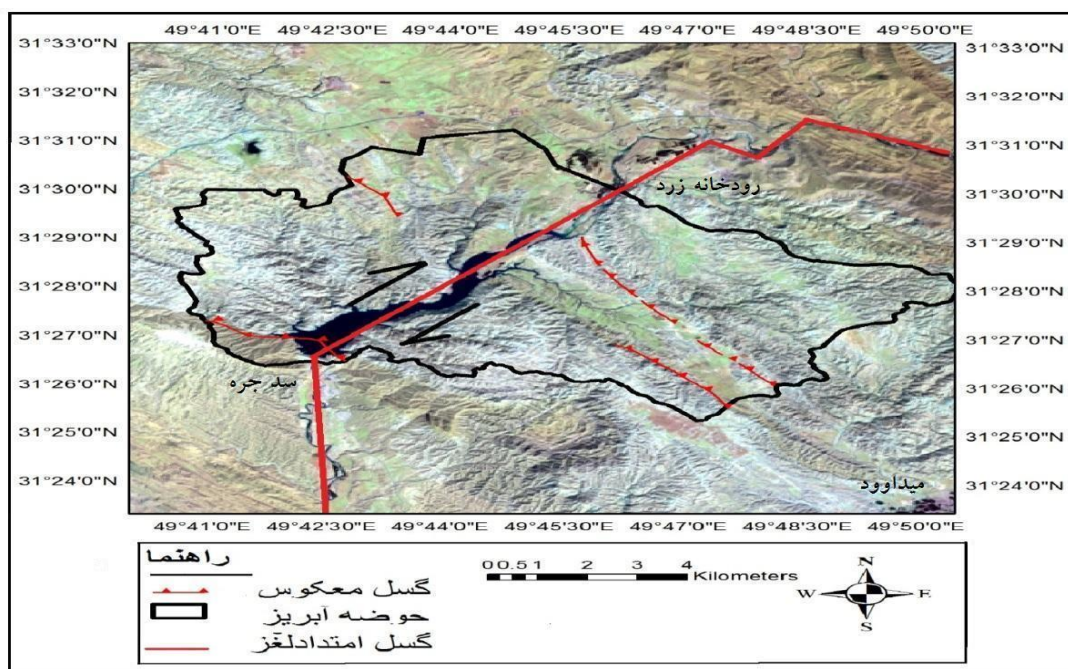 49°41'0"E 49°42'30"E 49°44'0"E 49°45'30"E 49°47'0"E 49°48'30"E 49°50'0"E
31°33'0"N 31°33'0"N
31°32'0"N 31°32'0"N
31°31'0"N 31°31'0"N
31°30'0"N رودخانه زرد 31°30'0"N
31°29'0"N 31°29'0"N
31°28'0"N 31°28'0"N
31°27'0"N 31°27'0"N
31°26'0"N سد جره 31°26'0"N
31°25'0"N 31°25'0"N
31°24'0"N میداوود 31°24'0"N
49°41'0"E 49°42'30"E 49°44'0"E 49°45'30"E 49°47'0"E 49°48'30"E 49°50'0"E
راهنما
گسل معکوس
حوضه آبریز
گسل امتدادلغز
0 0.5 1 2 3 4 Kilometers
N
W E
S